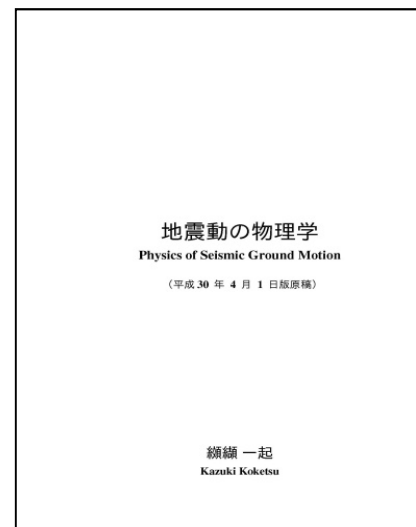 地震動の物理学
Physics of Seismic Ground Motion
（平成 30 年 4 月 1 日版原稿）
纐纈 一起
Kazuki Koketsu